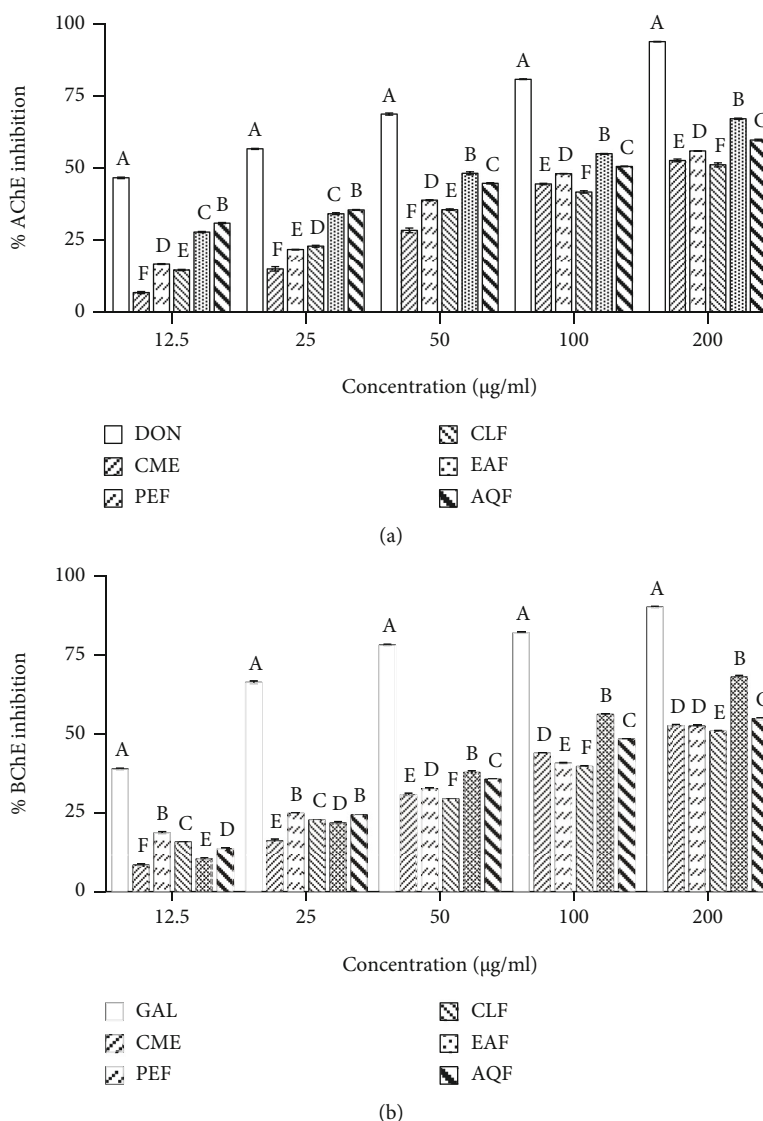 100
75
50
25
0
% AChE inhibition
A F D E C B
A F E D C B
A F D E B C
A E D F B C
A E D F B C
12.5 25 50 100 200
Concentration (μg/ml)
DON CLF
CME EAF
PEF AQF
(a)
100
75
50
25
0
% BChE inhibition
A F B C E D
A E B C D B
A E D F B C
A D E F B C
A D D E B C
12.5 25 50 100 200
Concentration (μg/ml)
GAL CLF
CME EAF
PEF AQF
(b)